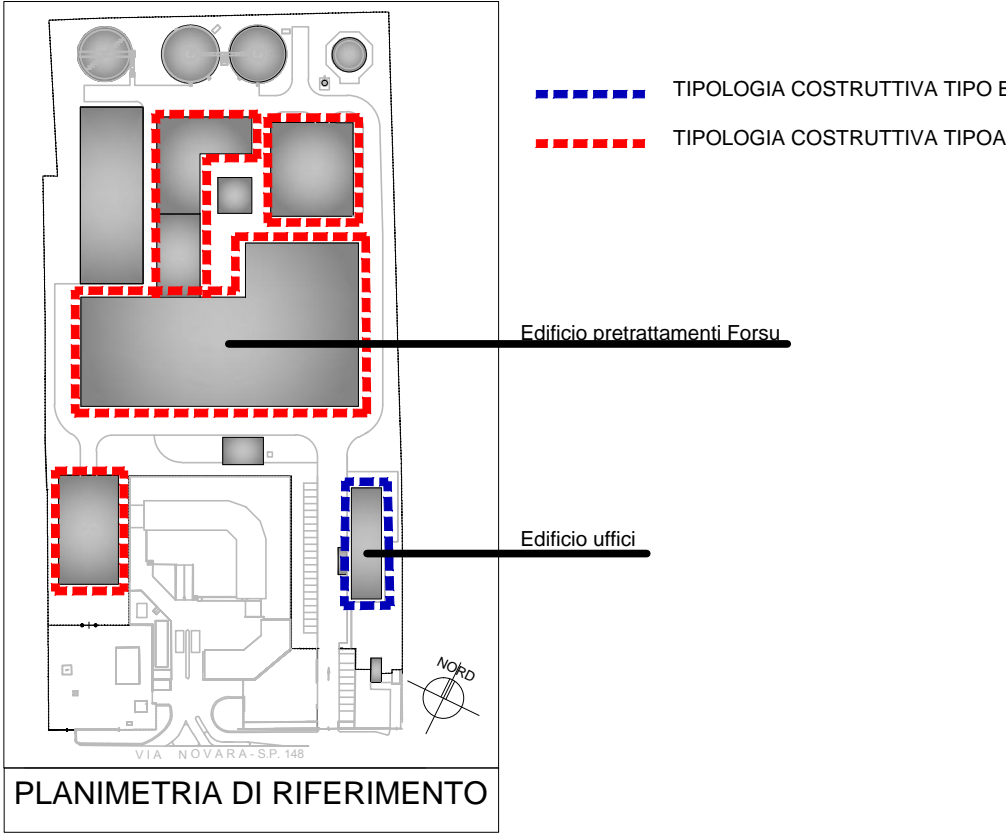 TIPOLOGIA COSTRUTTIVA TIPO
TIPOLOGIA COSTRUTTIVA TIPOA
Edificio pretrattamenti Forsu
Edificio uffici
NORD
VIA NOVARA - S.P. 148
PLANIMETRIA DI RIFERIMENTO